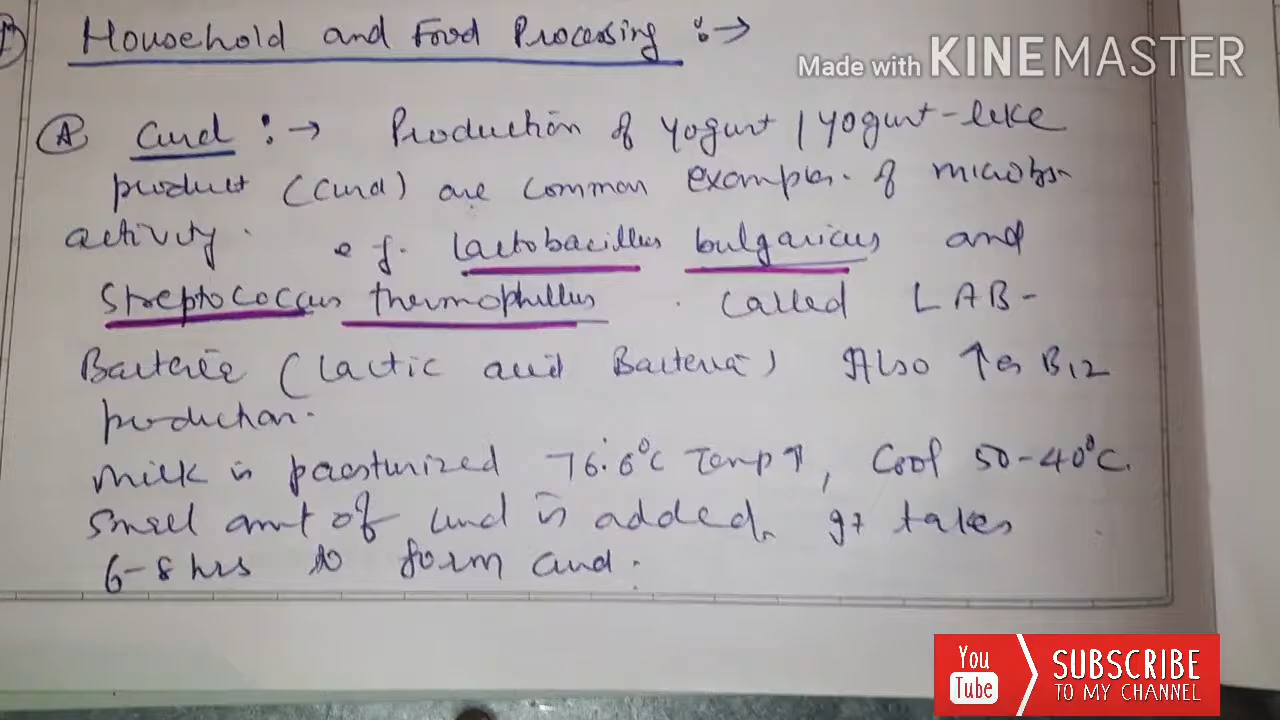 Household and Food Processing :→
Made with KINEMASTER
Ⓐ Curd :→ Production of Yogurt / Yogurt-like
product (curd) are common examples. of microbs
activity. e.g. Lactobacillus bulgaricus and
Streptococcus thermophillus. called LAB-
Bacteria (Lactic acid Bacteria) Also ↑es B12
production.
Milk is pasturized 76.6°C Temp↑, Cool 50-40°C.
Small amt of curd is added. It takes
6-8 hrs to form curd.
You
Tube
SUBSCRIBE
TO MY CHANNEL